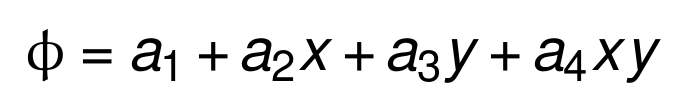 ϕ = a₁ + a₂x + a₃y + a₄xy